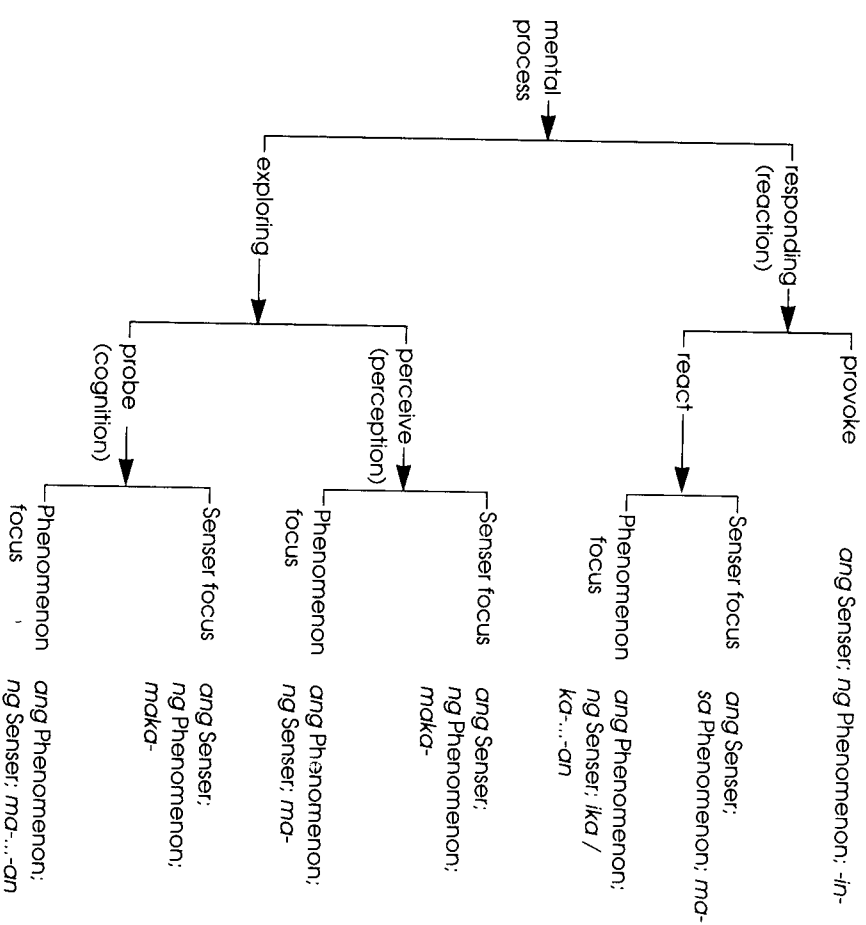 mental
process
responding
(reaction)
exploring
provoke
ang Senser; ng Phenomenon; -in-
react
Senser focus
ang Senser;
sa Phenomenon; ma-
Phenomenon
focus
ang Phenomenon;
ng Senser; ika /
ka-...-an
perceive
(perception)
Senser focus
ang Senser;
ng Phenomenon;
maka-
Phenomenon
focus
ang Phenomenon;
ng Senser; ma-
probe
(cognition)
Senser focus
ang Senser;
ng Phenomenon;
maka-
Phenomenon
focus
ang Phenomenon;
ng Senser; ma-...-an